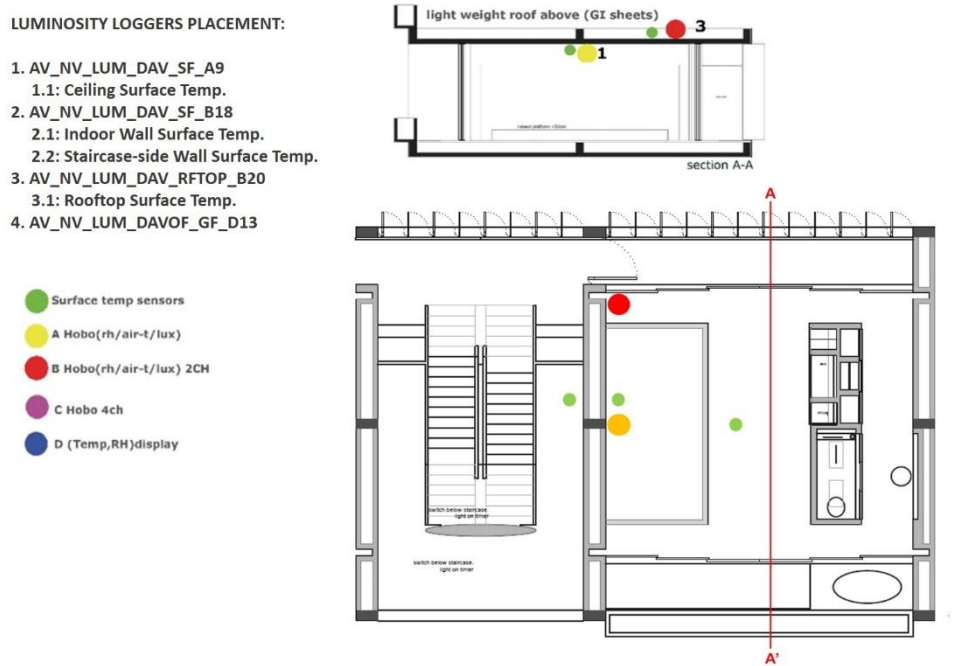 LUMINOSITY LOGGERS PLACEMENT:
1. AV_NV_LUM_DAV_SF_A9
1.1: Ceiling Surface Temp.
2. AV_NV_LUM_DAV_SF_B18
2.1: Indoor Wall Surface Temp.
2.2: Staircase-side Wall Surface Temp.
3. AV_NV_LUM_DAV_RFTOP_B20
3.1: Rooftop Surface Temp.
4. AV_NV_LUM_DAVOF_GF_D13
Surface temp sensors
A Hobo(rh/air-t/lux)
B Hobo(rh/air-t/lux) 2CH
C Hobo 4ch
D (Temp,RH)display
light weight roof above (GI sheets)
3
1
section A-A
A
switch below staircase.
light on timer
switch below staircase.
light on timer
A'